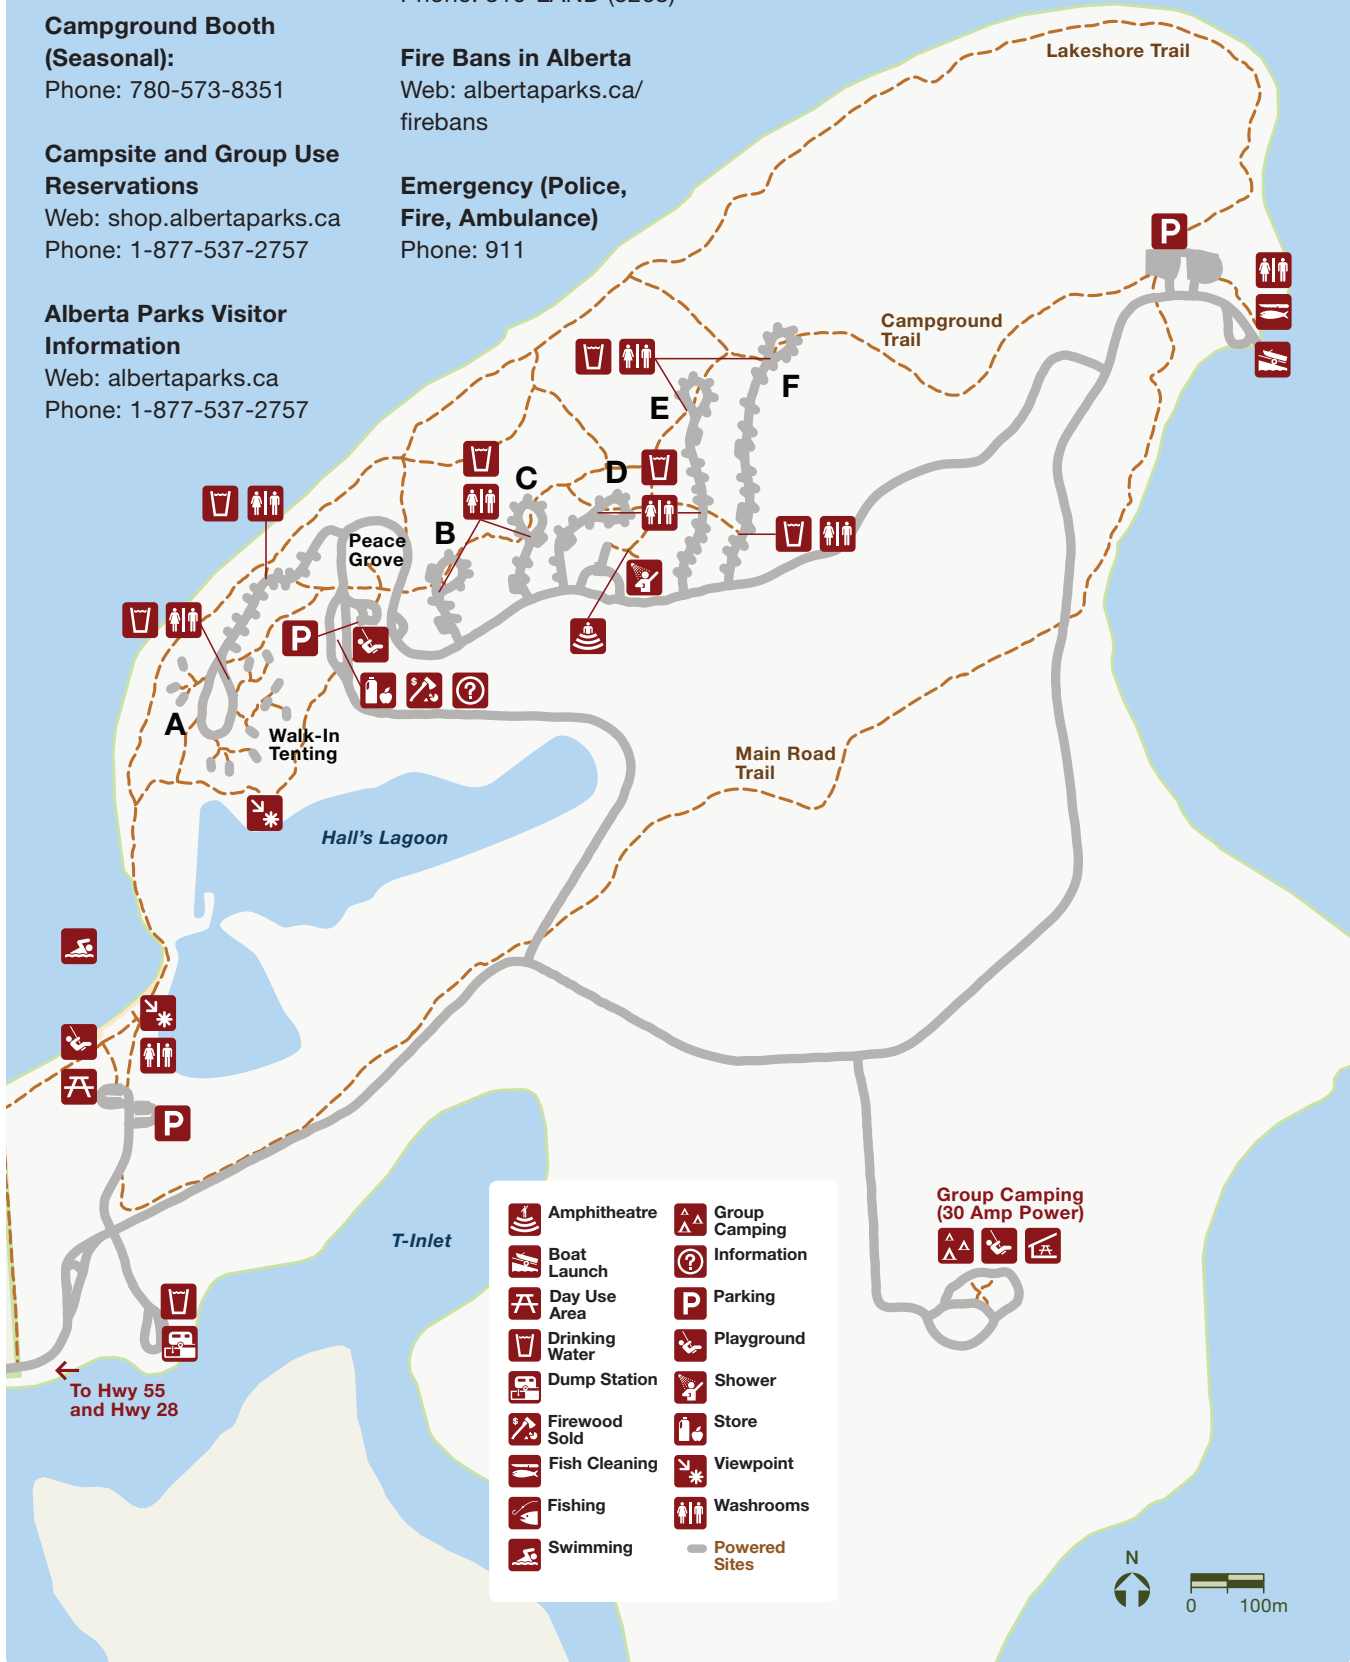 Campground Booth
(Seasonal):
Phone: 780-573-8351
Campsite and Group Use
Reservations
Web: shop.albertaparks.ca
Phone: 1-877-537-2757
Alberta Parks Visitor
Information
Web: albertaparks.ca
Phone: 1-877-537-2757
Fire Bans in Alberta
Web: albertaparks.ca/
firebans
Emergency (Police,
Fire, Ambulance)
Phone: 911
Lakeshore Trail
P
Campground
Trail
F
E
D
C
B
Peace
Grove
P
A
Walk-In
Tenting
Main Road
Trail
Hall's Lagoon
P
T-Inlet
Group Camping
(30 Amp Power)
To Hwy 55
and Hwy 28
Amphitheatre
Boat
Launch
Day Use
Area
Drinking
Water
Dump Station
Firewood
Sold
Fish Cleaning
Fishing
Swimming
Group
Camping
Information
P
Parking
Playground
Shower
Store
Viewpoint
Washrooms
Powered
Sites
N
0 100m